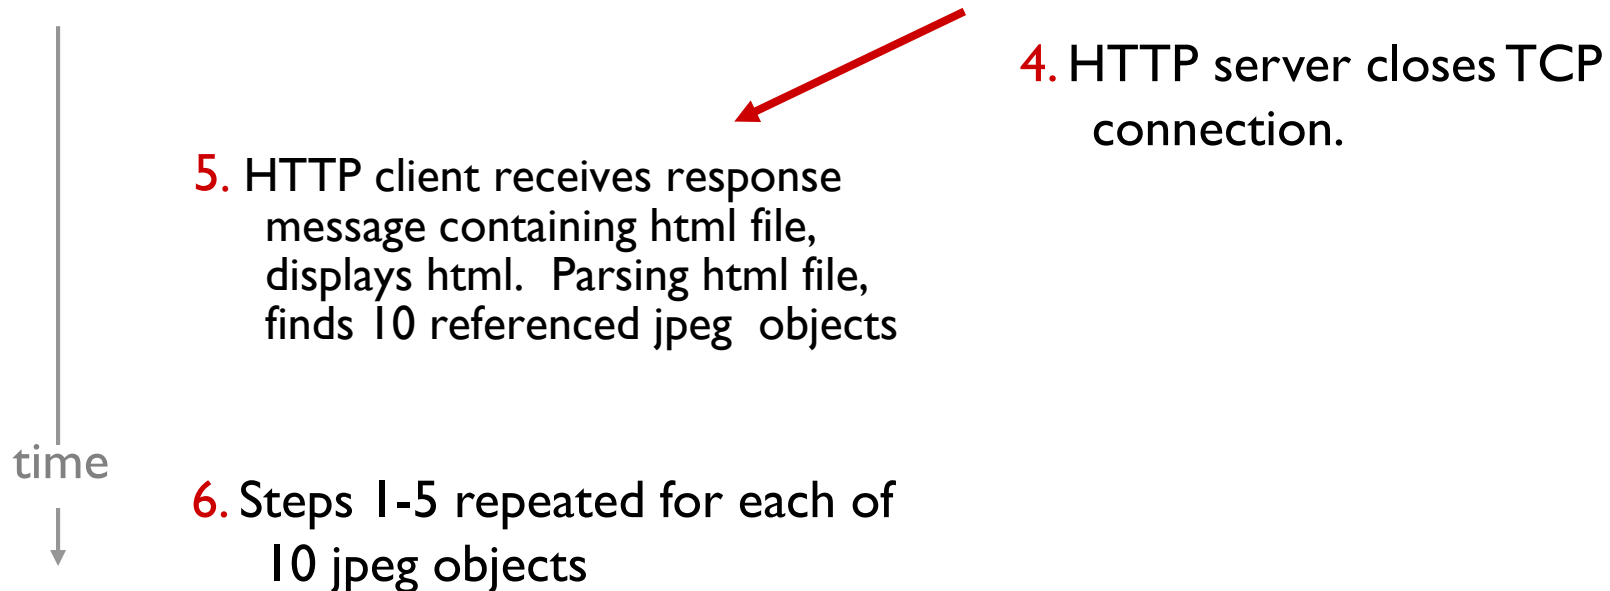 4. HTTP server closes TCP
connection.
5. HTTP client receives response
message containing html file,
displays html.  Parsing html file,
finds 10 referenced jpeg  objects
time
6. Steps 1-5 repeated for each of
10 jpeg objects